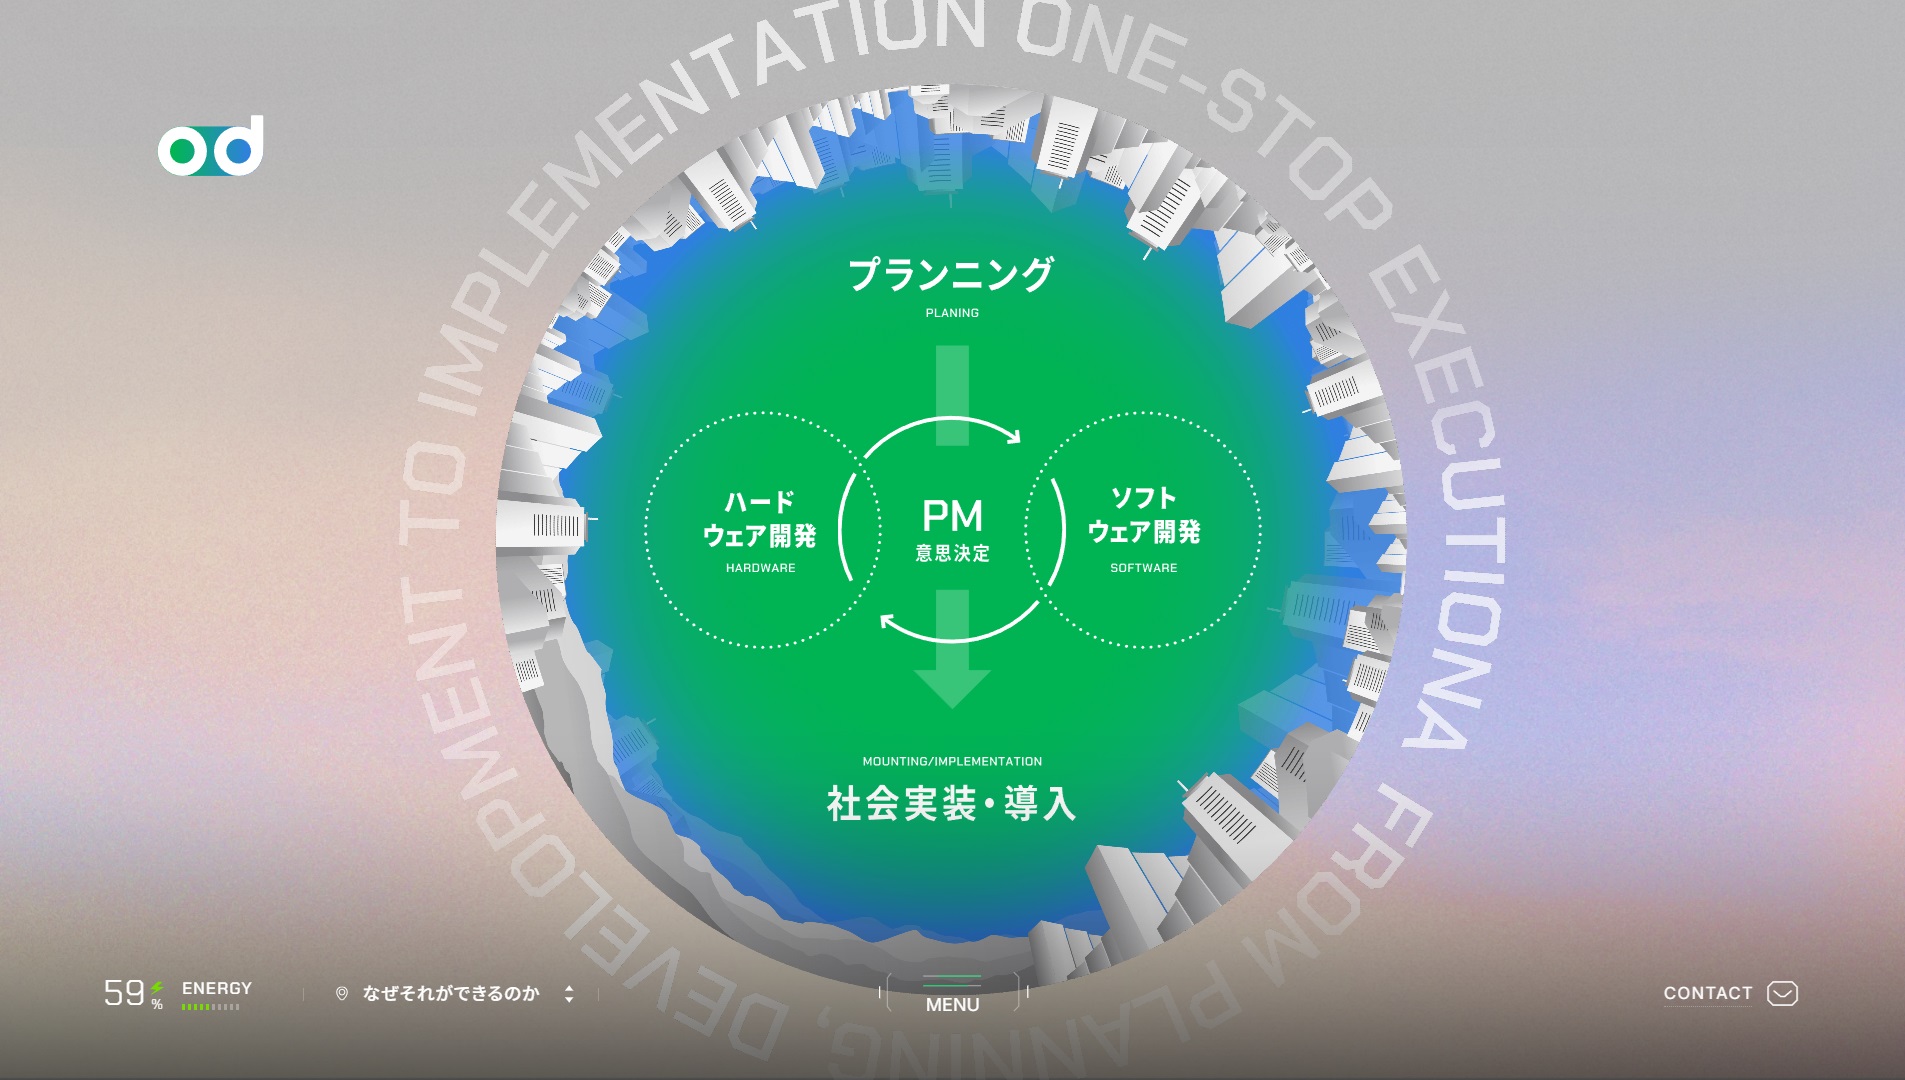 od
ONE-STOP EXECUTIONA FROM PLANNING, DEVELOPMENT TO IMPLEMENTATION
プランニング
PLANING
ハード
ウェア開発
HARDWARE
PM
意思決定
ソフト
ウェア開発
SOFTWARE
MOUNTING/IMPLEMENTATION
社会実装・導入
59%
ENERGY
なぜそれができるのか
MENU
CONTACT